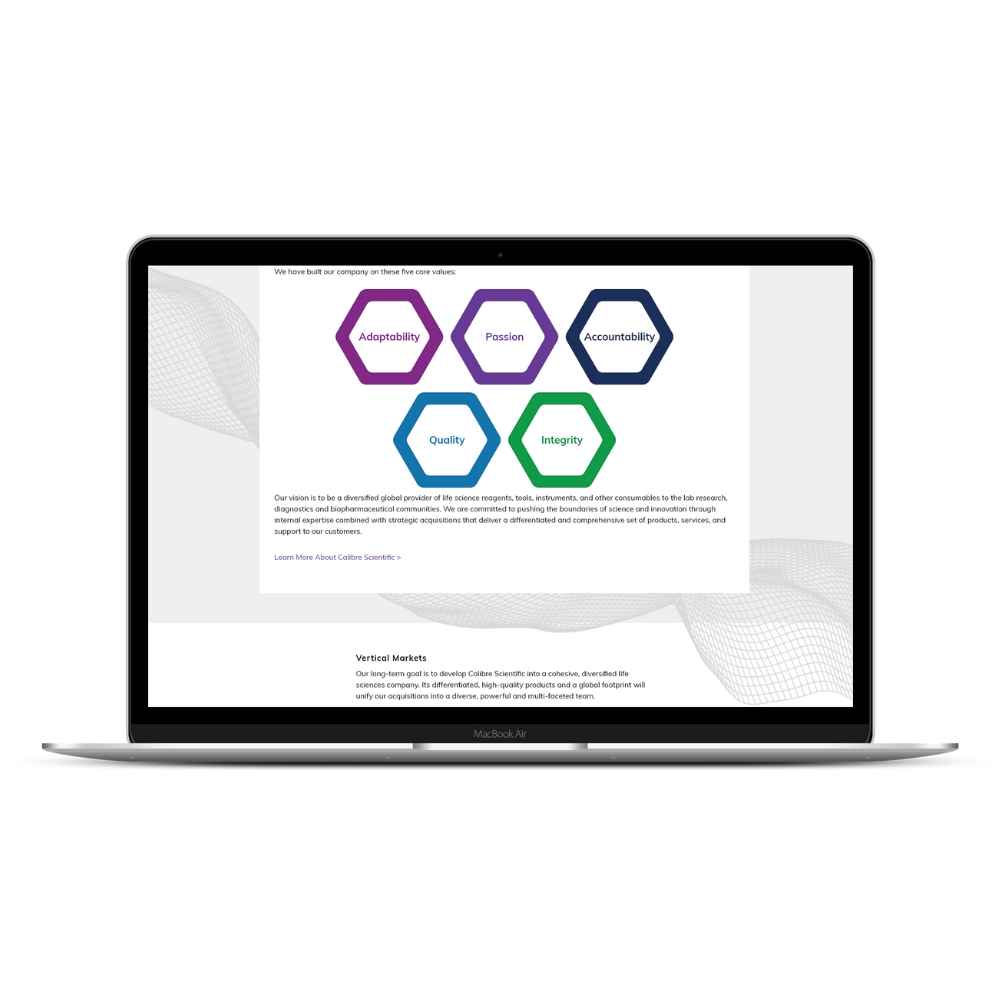 We have built our company on these five core values:
Adaptability
Passion
Accountability
Quality
Integrity
Our vision is to be a diversified global provider of life science reagents, tools, instruments, and other consumables to the lab research,
diagnostics and biopharmaceutical communities. We are committed to pushing the boundaries of science and innovation through
internal expertise combined with strategic acquisitions that deliver a differentiated and comprehensive set of products, services, and
support to our customers.
Learn More About Calibre Scientific >
Vertical Markets
Our long-term goal is to develop Calibre Scientific into a cohesive, diversified life
sciences company. Its differentiated, high-quality products and a global footprint will
unify our acquisitions into a diverse, powerful and multi-faceted team.
MacBook Air